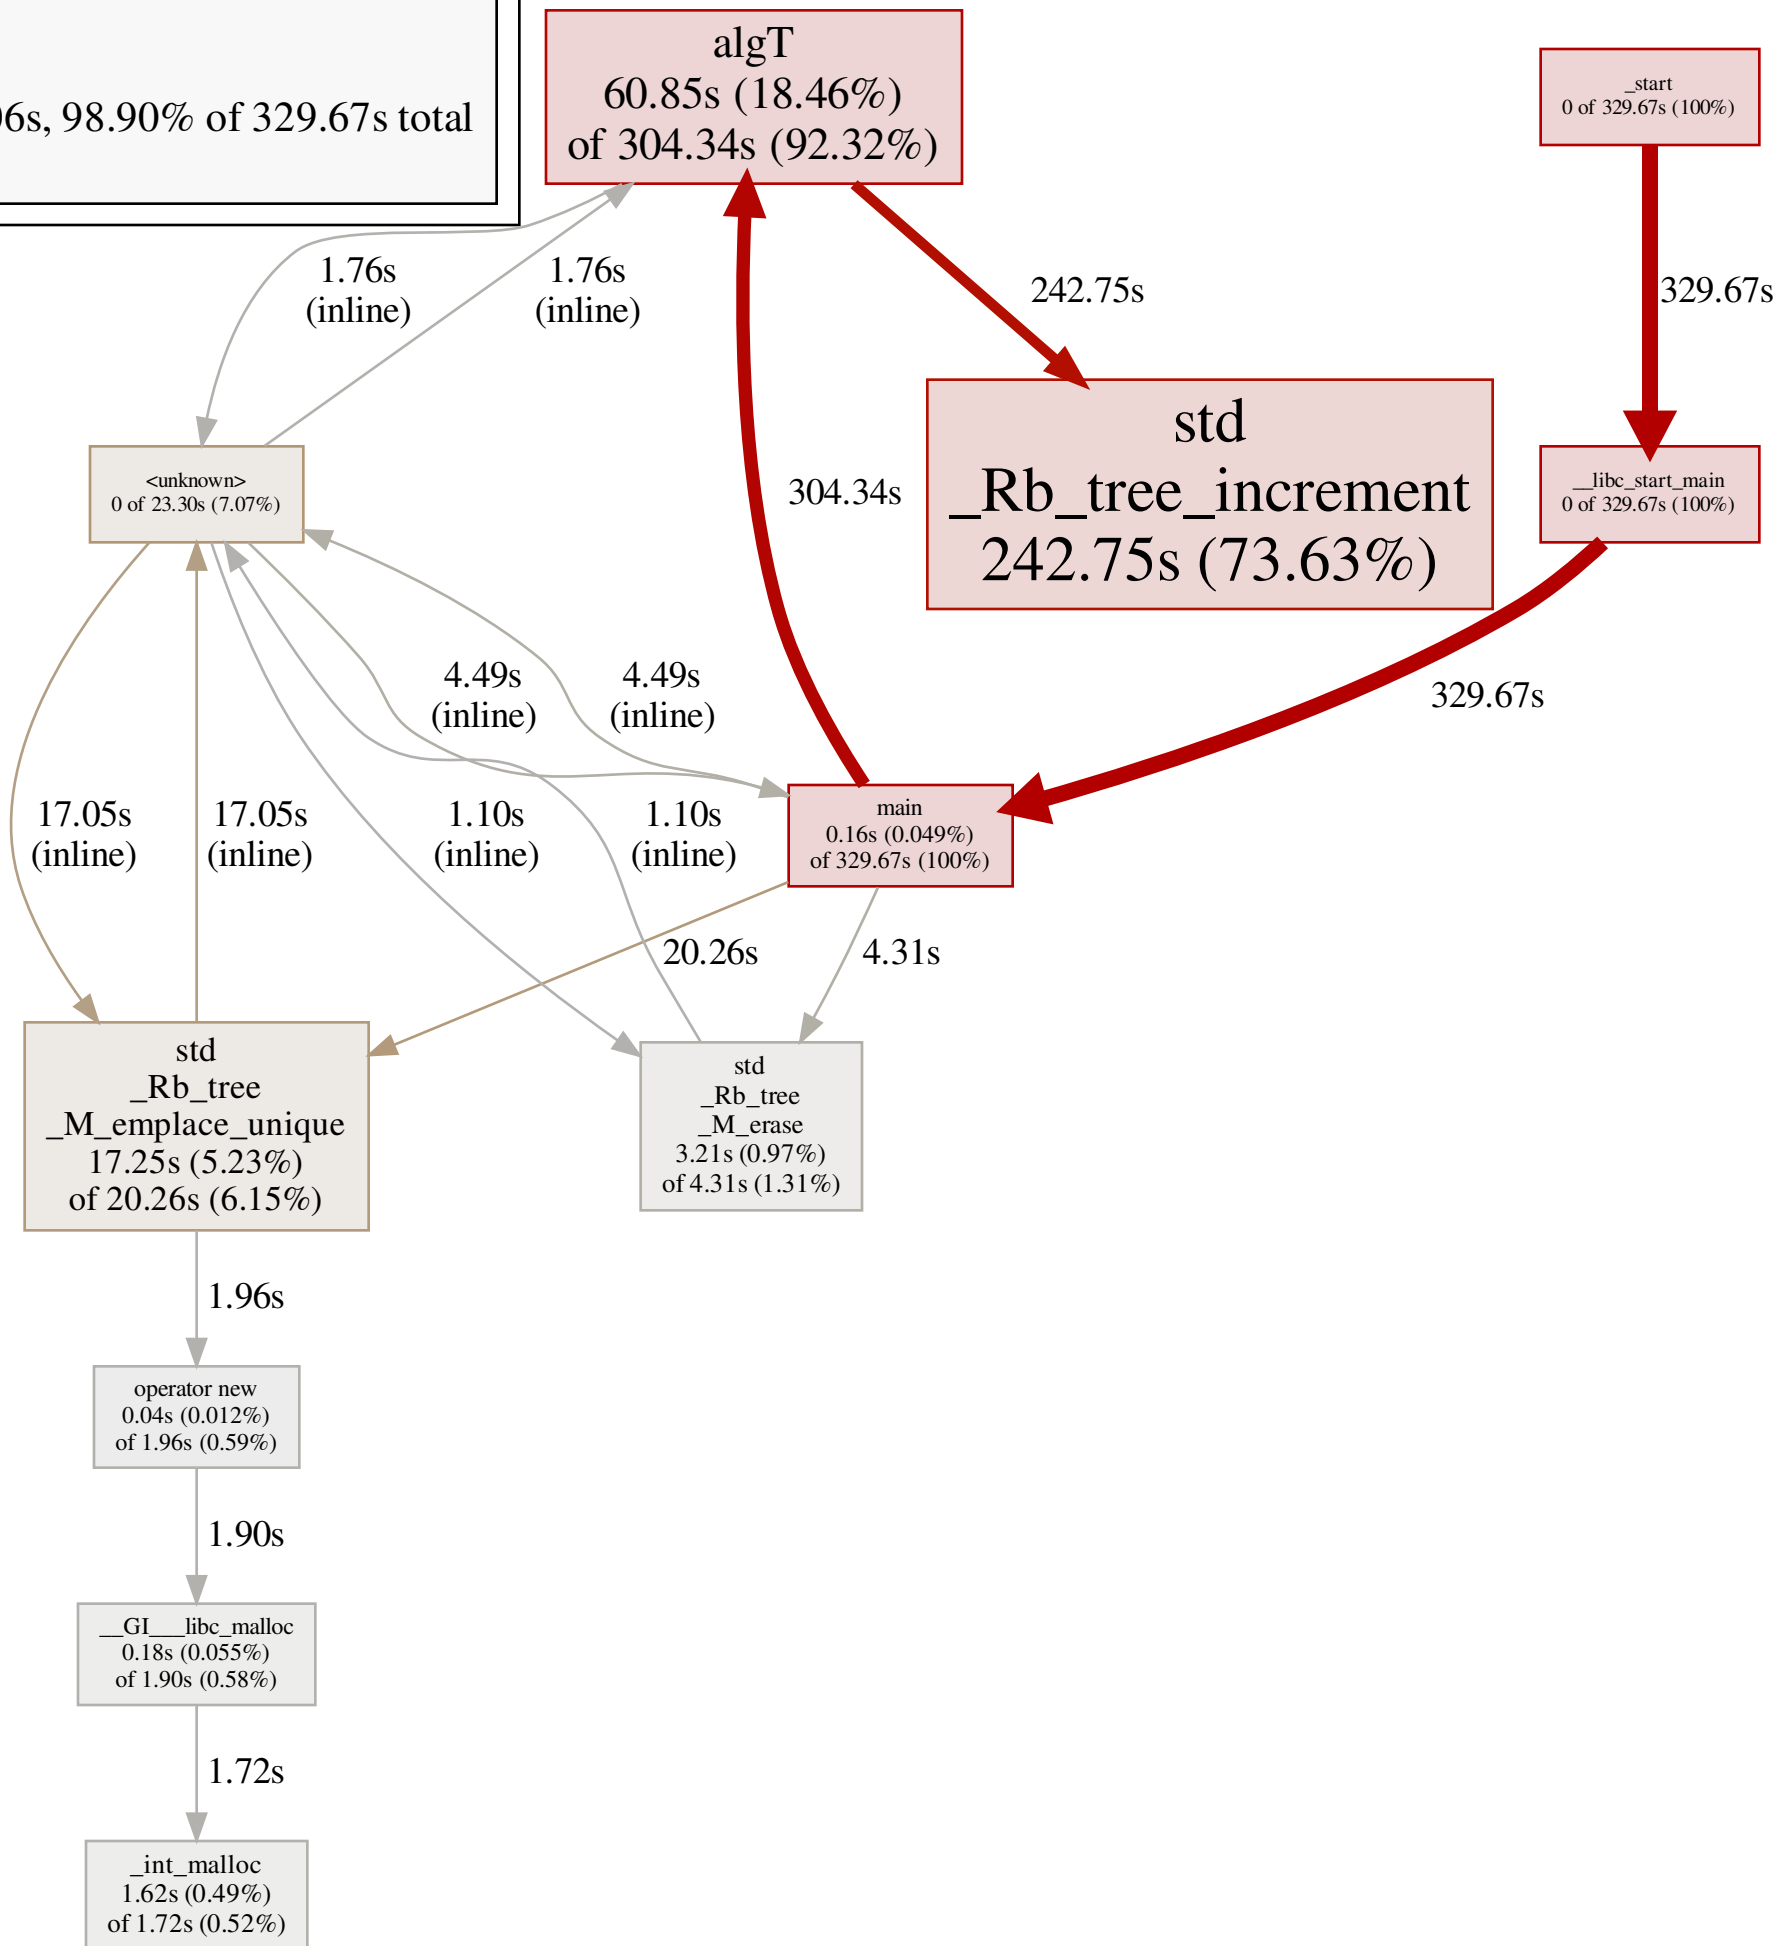 6s, 98.90% of 329.67s total
algT
60.85s (18.46%)
of 304.34s (92.32%)
_start
0 of 329.67s (100%)
1.76s
(inline)
1.76s
(inline)
242.75s
329.67s
<unknown>
0 of 23.30s (7.07%)
304.34s
std
_Rb_tree_increment
242.75s (73.63%)
__libc_start_main
0 of 329.67s (100%)
4.49s
(inline)
4.49s
(inline)
329.67s
17.05s
(inline)
17.05s
(inline)
1.10s
(inline)
1.10s
(inline)
main
0.16s (0.049%)
of 329.67s (100%)
20.26s
4.31s
std
_Rb_tree
_M_emplace_unique
17.25s (5.23%)
of 20.26s (6.15%)
std
_Rb_tree
_M_erase
3.21s (0.97%)
of 4.31s (1.31%)
1.96s
operator new
0.04s (0.012%)
of 1.96s (0.59%)
1.90s
__GI___libc_malloc
0.18s (0.055%)
of 1.90s (0.58%)
1.72s
_int_malloc
1.62s (0.49%)
of 1.72s (0.52%)